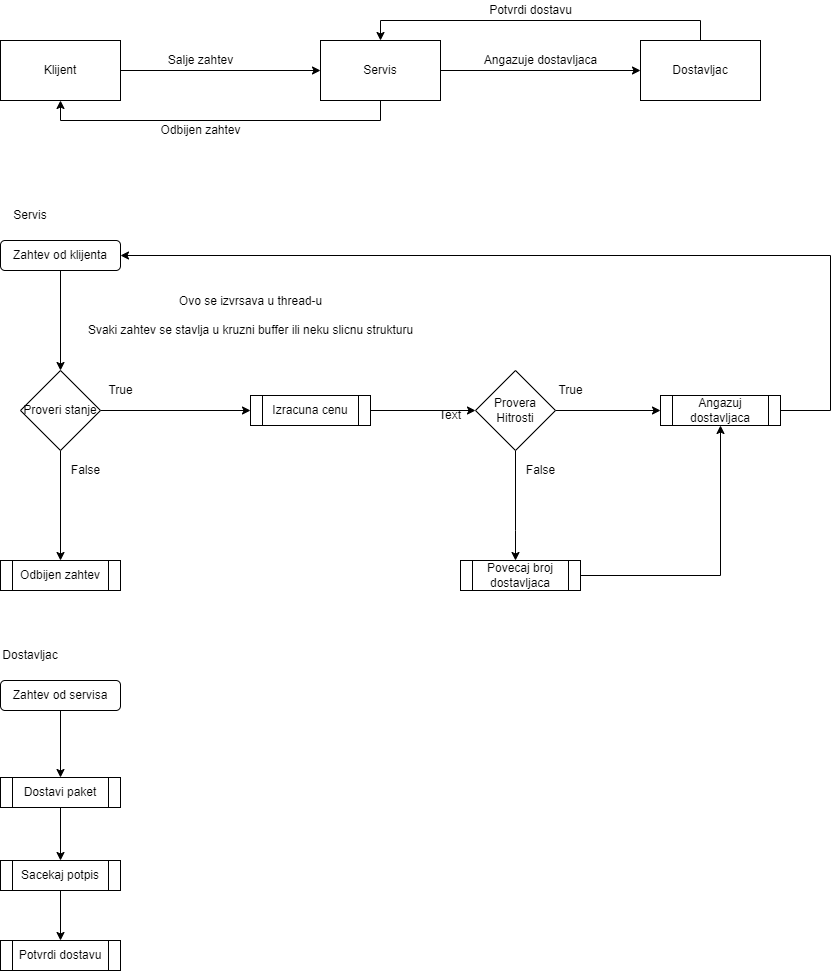 Potvrdi dostavu
Klijent
Salje zahtev
Servis
Angazuje dostavljaca
Dostavljac
Odbijen zahtev
Servis
Zahtev od klijenta
Ovo se izvrsava u thread-u
Svaki zahtev se stavlja u kruzni buffer ili neku slicnu strukturu
Proveri stanje
True
Izracuna cenu
Text
Provera
Hitrosti
True
Angazuj
dostavljaca
False
False
Odbijen zahtev
Povecaj broj
dostavljaca
Dostavljac
Zahtev od servisa
Dostavi paket
Sacekaj potpis
Potvrdi dostavu